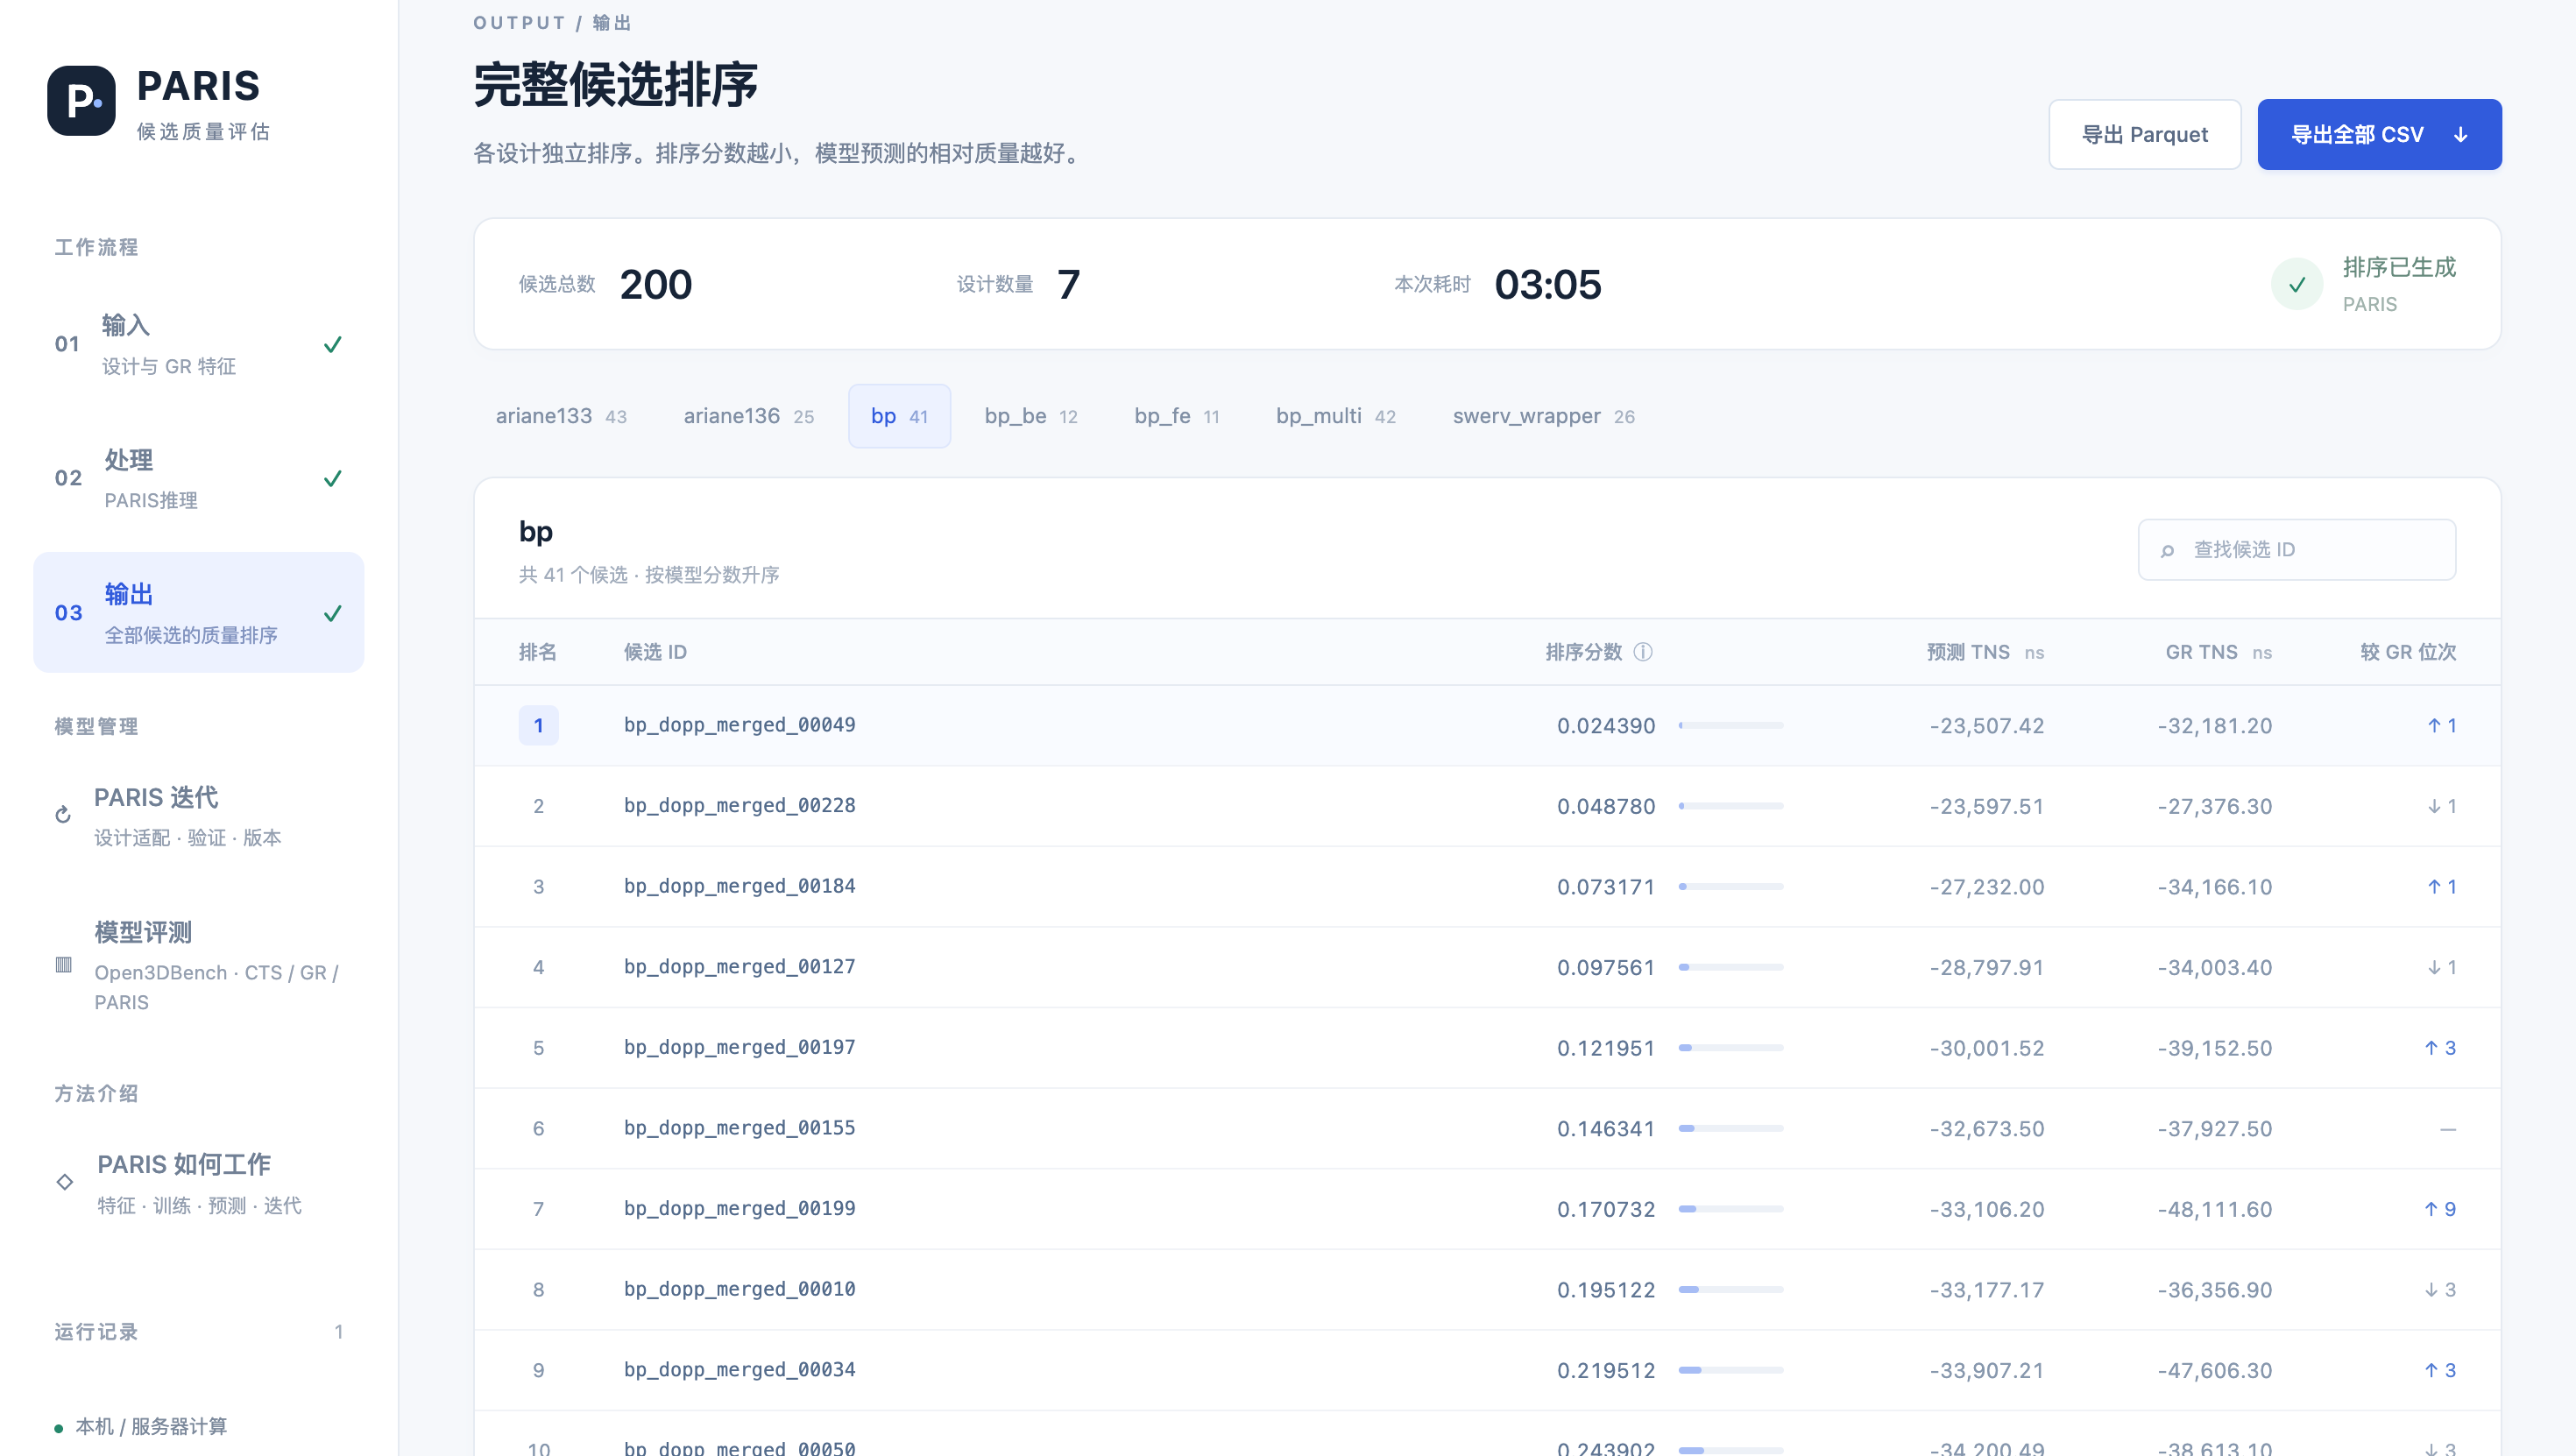 PARIS
候选质量评估
工作流程
01 输入
设计与 GR 特征
02 处理
PARIS推理
03 输出
全部候选的质量排序
模型管理
PARIS 迭代
设计适配 · 验证 · 版本
模型评测
Open3DBench · CTS / GR /
PARIS
方法介绍
PARIS 如何工作
特征 · 训练 · 预测 · 迭代
运行记录 1
本机 / 服务器计算
OUTPUT / 输出
完整候选排序
各设计独立排序。排序分数越小，模型预测的相对质量越好。
导出 Parquet
导出全部 CSV ↓
候选总数 200
设计数量 7
本次耗时 03:05
排序已生成
PARIS
ariane133 43 ariane136 25 bp 41 bp_be 12 bp_fe 11 bp_multi 42 swerv_wrapper 26
bp
共 41 个候选 · 按模型分数升序
查找候选 ID
排名 候选 ID 排序分数 ⓘ 预测 TNS ns GR TNS ns 较 GR 位次
1 bp_dopp_merged_00049 0.024390 -23,507.42 -32,181.20 ↑ 1
2 bp_dopp_merged_00228 0.048780 -23,597.51 -27,376.30 ↓ 1
3 bp_dopp_merged_00184 0.073171 -27,232.00 -34,166.10 ↑ 1
4 bp_dopp_merged_00127 0.097561 -28,797.91 -34,003.40 ↓ 1
5 bp_dopp_merged_00197 0.121951 -30,001.52 -39,152.50 ↑ 3
6 bp_dopp_merged_00155 0.146341 -32,673.50 -37,927.50 —
7 bp_dopp_merged_00199 0.170732 -33,106.20 -48,111.60 ↑ 9
8 bp_dopp_merged_00010 0.195122 -33,177.17 -36,356.90 ↓ 3
9 bp_dopp_merged_00034 0.219512 -33,907.21 -47,606.30 ↑ 3
10 bp_dopp_merged_00050 0.243902 -34,200.49 -38,613.10 ↓ 3